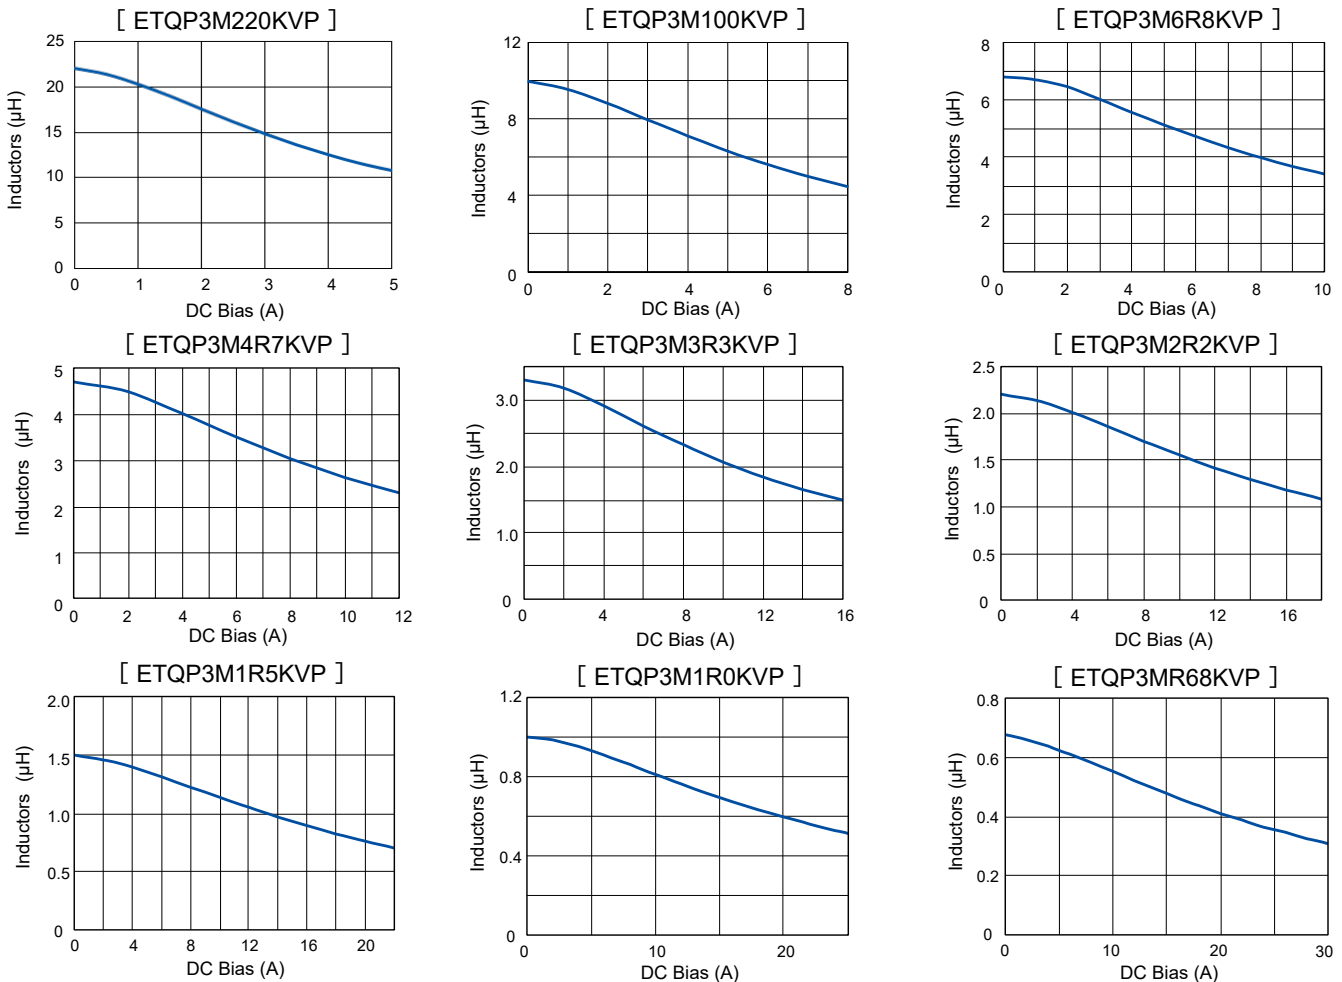 [ ETQP3M220KVP ]
Inductors (μH)
25
20
15
10
5
0
0 1 2 3 4 5
DC Bias (A)
[ ETQP3M100KVP ]
Inductors (μH)
12
8
4
0
0 2 4 6 8
DC Bias (A)
[ ETQP3M6R8KVP ]
Inductors (μH)
8
6
4
2
0
0 2 4 6 8 10
DC Bias (A)
[ ETQP3M4R7KVP ]
Inductors (μH)
5
4
3
2
1
0
0 2 4 6 8 10 12
DC Bias (A)
[ ETQP3M3R3KVP ]
Inductors (μH)
3.0
2.0
1.0
0
0 4 8 12 16
DC Bias (A)
[ ETQP3M2R2KVP ]
Inductors (μH)
2.5
2.0
1.5
1.0
0.5
0
0 4 8 12 16
DC Bias (A)
[ ETQP3M1R5KVP ]
Inductors (μH)
2.0
1.5
1.0
0.5
0
0 4 8 12 16 20
DC Bias (A)
[ ETQP3M1R0KVP ]
Inductors (μH)
1.2
0.8
0.4
0
0 10 20
DC Bias (A)
[ ETQP3MR68KVP ]
Inductors (μH)
0.8
0.6
0.4
0.2
0
0 10 20 30
DC Bias (A)